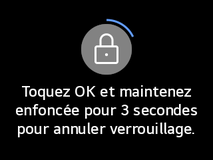 Toquez OK et maintenez
enfoncée pour 3 secondes
pour annuler verrouillage.